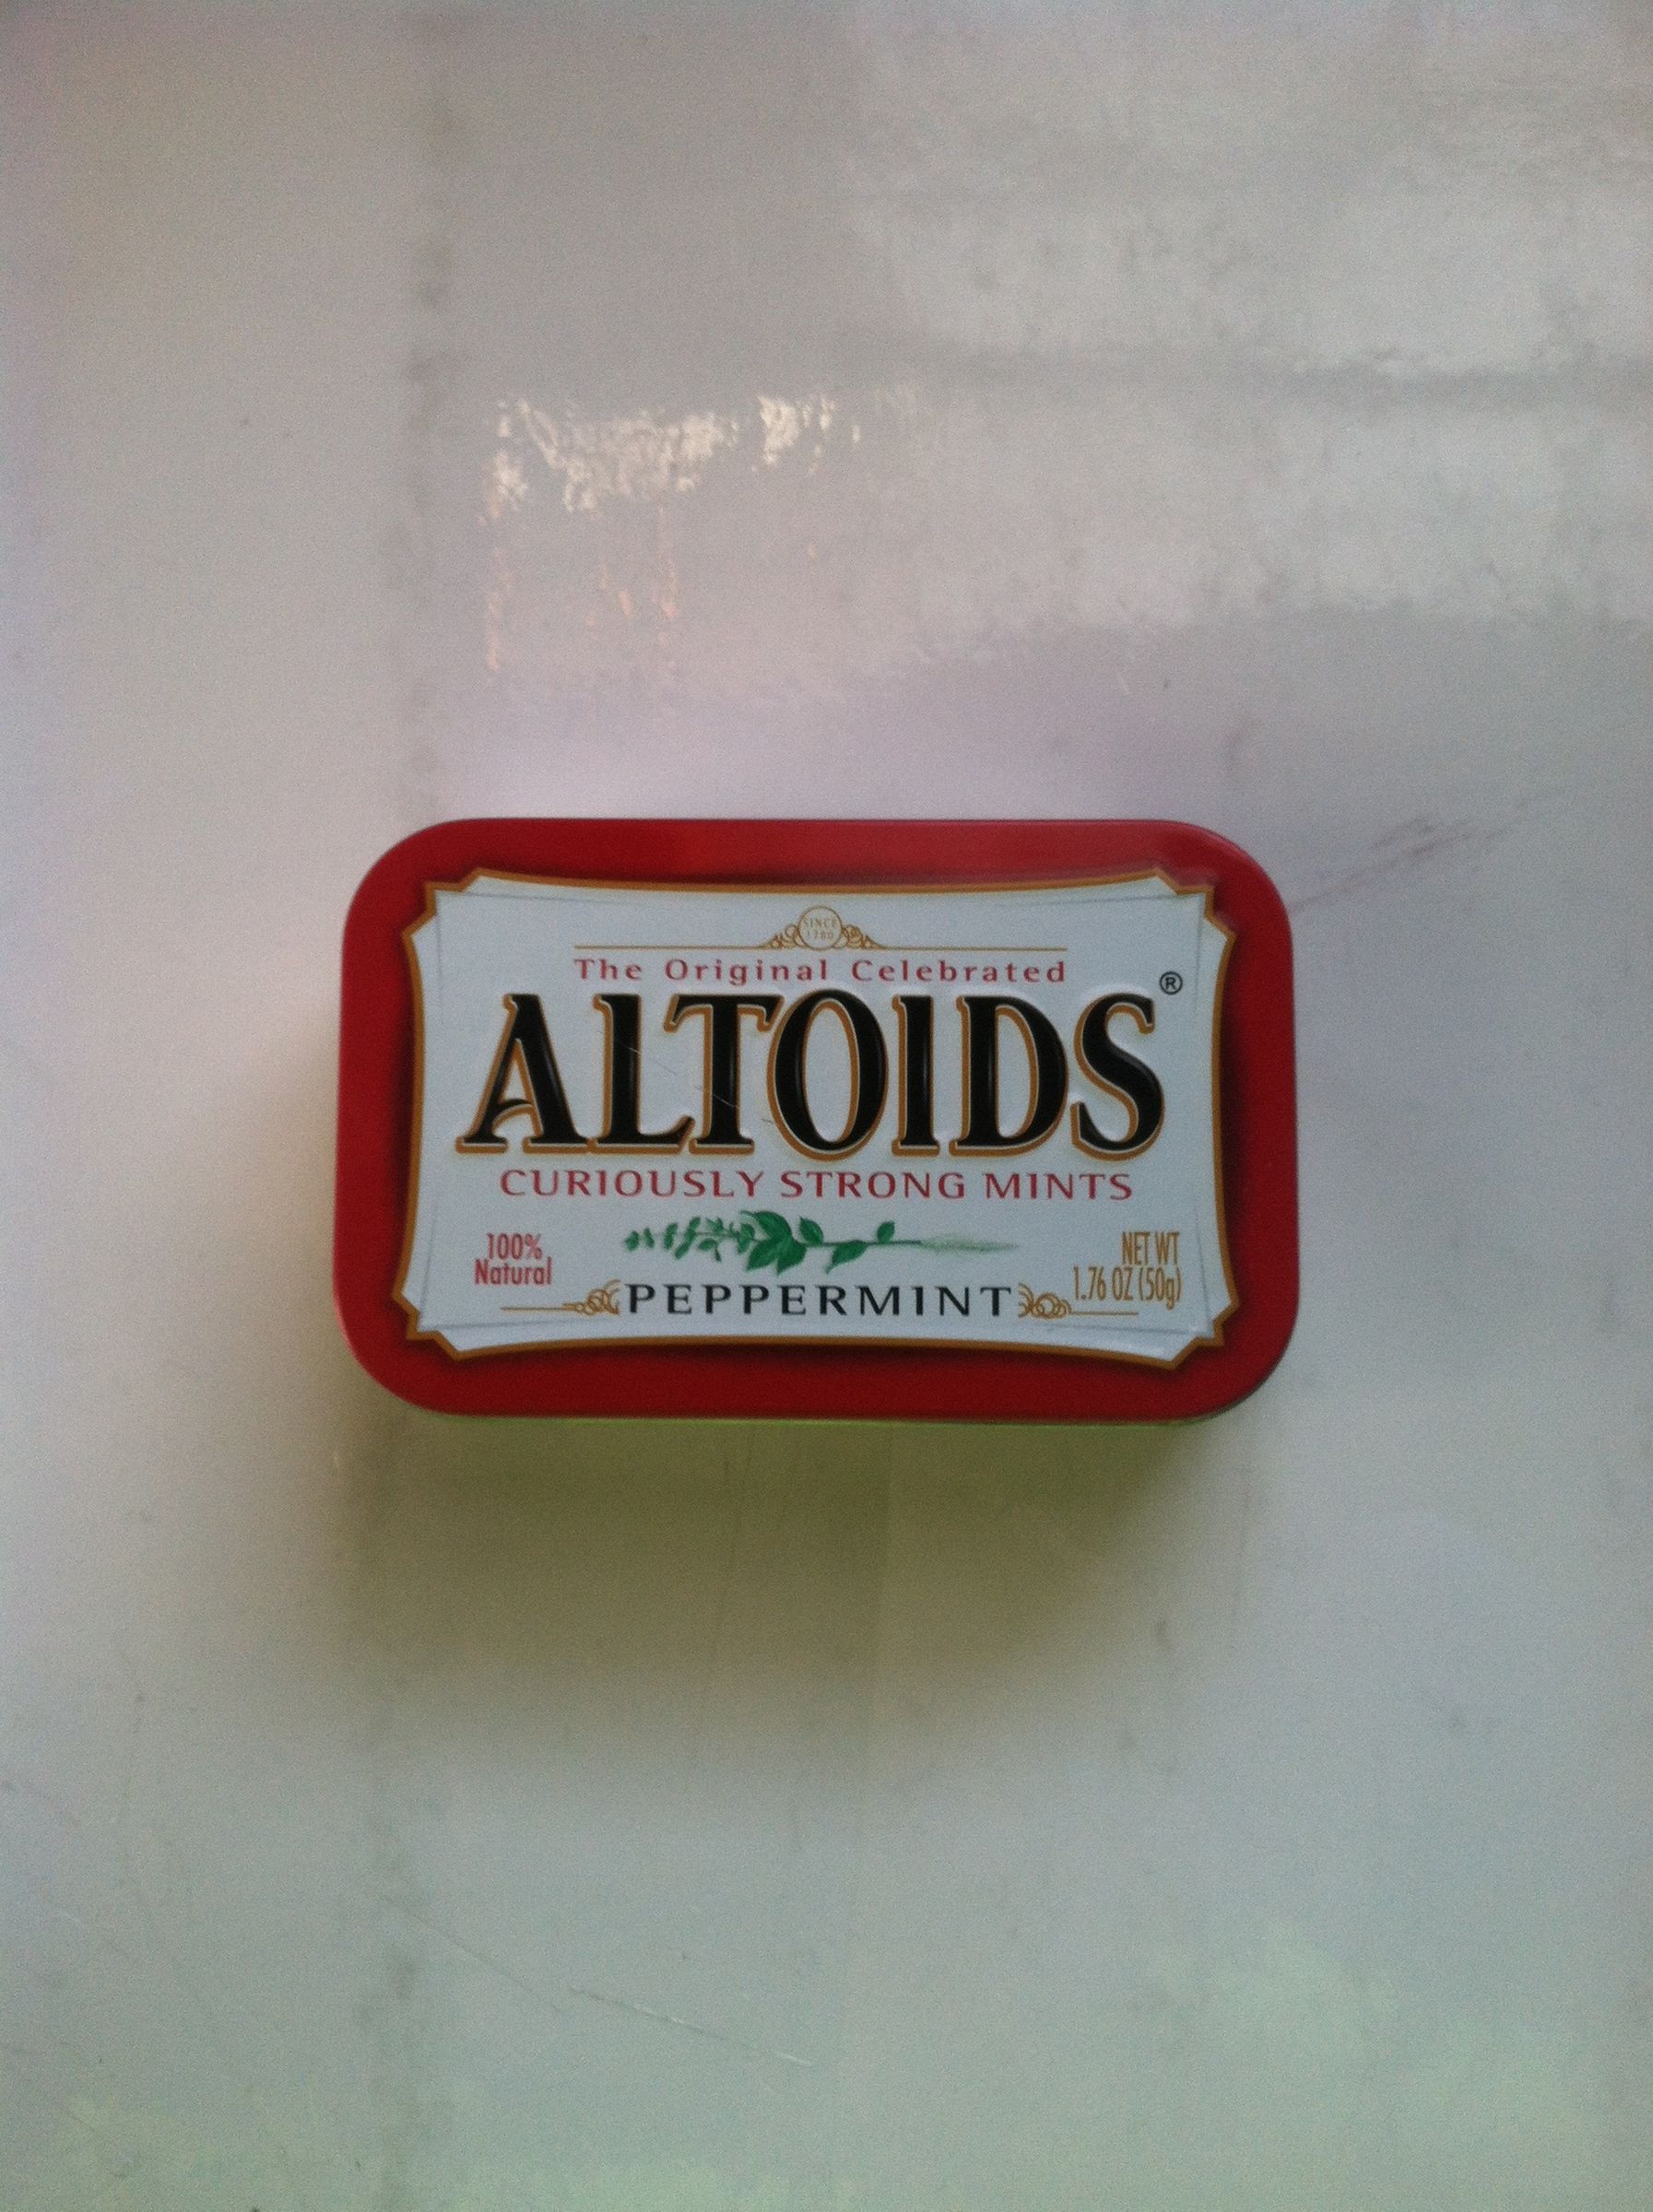 SINCE
1780
The Original Celebrated
ALTOIDS®
CURIOUSLY STRONG MINTS
100%
Natural
PEPPERMINT
NET WT
1.76 OZ (50g)